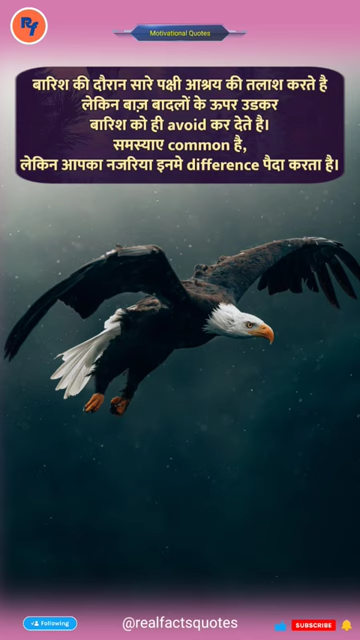 RF
Motivational Quotes
बारिश की दौरान सारे पक्षी आश्रय की तलाश करते है
लेकिन बाज़ बादलों के ऊपर उडकर
बारिश को ही avoid कर देते है।
समस्याए common है,
लेकिन आपका नजरिया इनमे difference पैदा करता है।
Following
@realfactsquotes
SUBSCRIBE